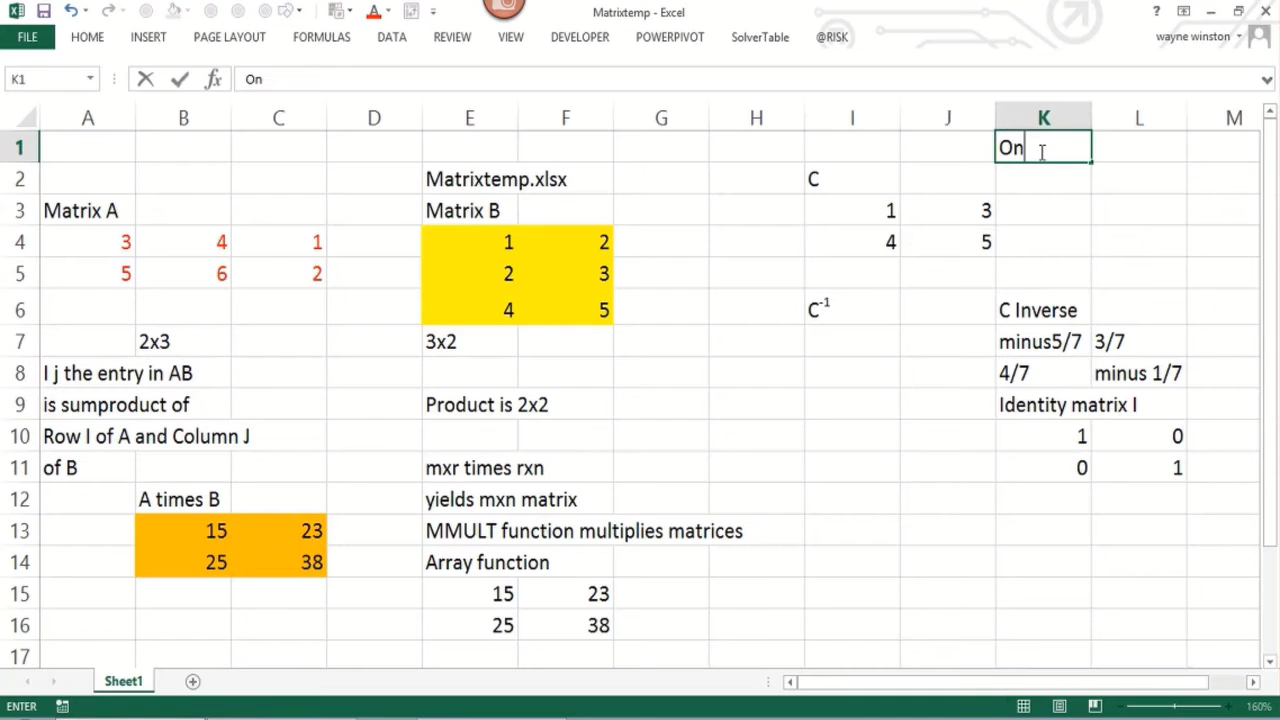 Matrixtemp - Excel
?
FILE HOME INSERT PAGE LAYOUT FORMULAS DATA REVIEW VIEW DEVELOPER POWERPIVOT SolverTable @RISK wayne winston
K1 fx On
A B C D E F G H I J K L M
1 On
2 Matrixtemp.xlsx C
3 Matrix A Matrix B 1 3
4 3 4 1 1 2 4 5
5 5 6 2 2 3
6 4 5 C-1 C Inverse
7 2x3 3x2 minus5/7 3/7
8 I j the entry in AB 4/7 minus 1/7
9 is sumproduct of Product is 2x2 Identity matrix I
10 Row I of A and Column J 1 0
11 of B mxr times rxn 0 1
12 A times B yields mxn matrix
13 15 23 MMULT function multiplies matrices
14 25 38 Array function
15 15 23
16 25 38
17
Sheet1
ENTER 160%